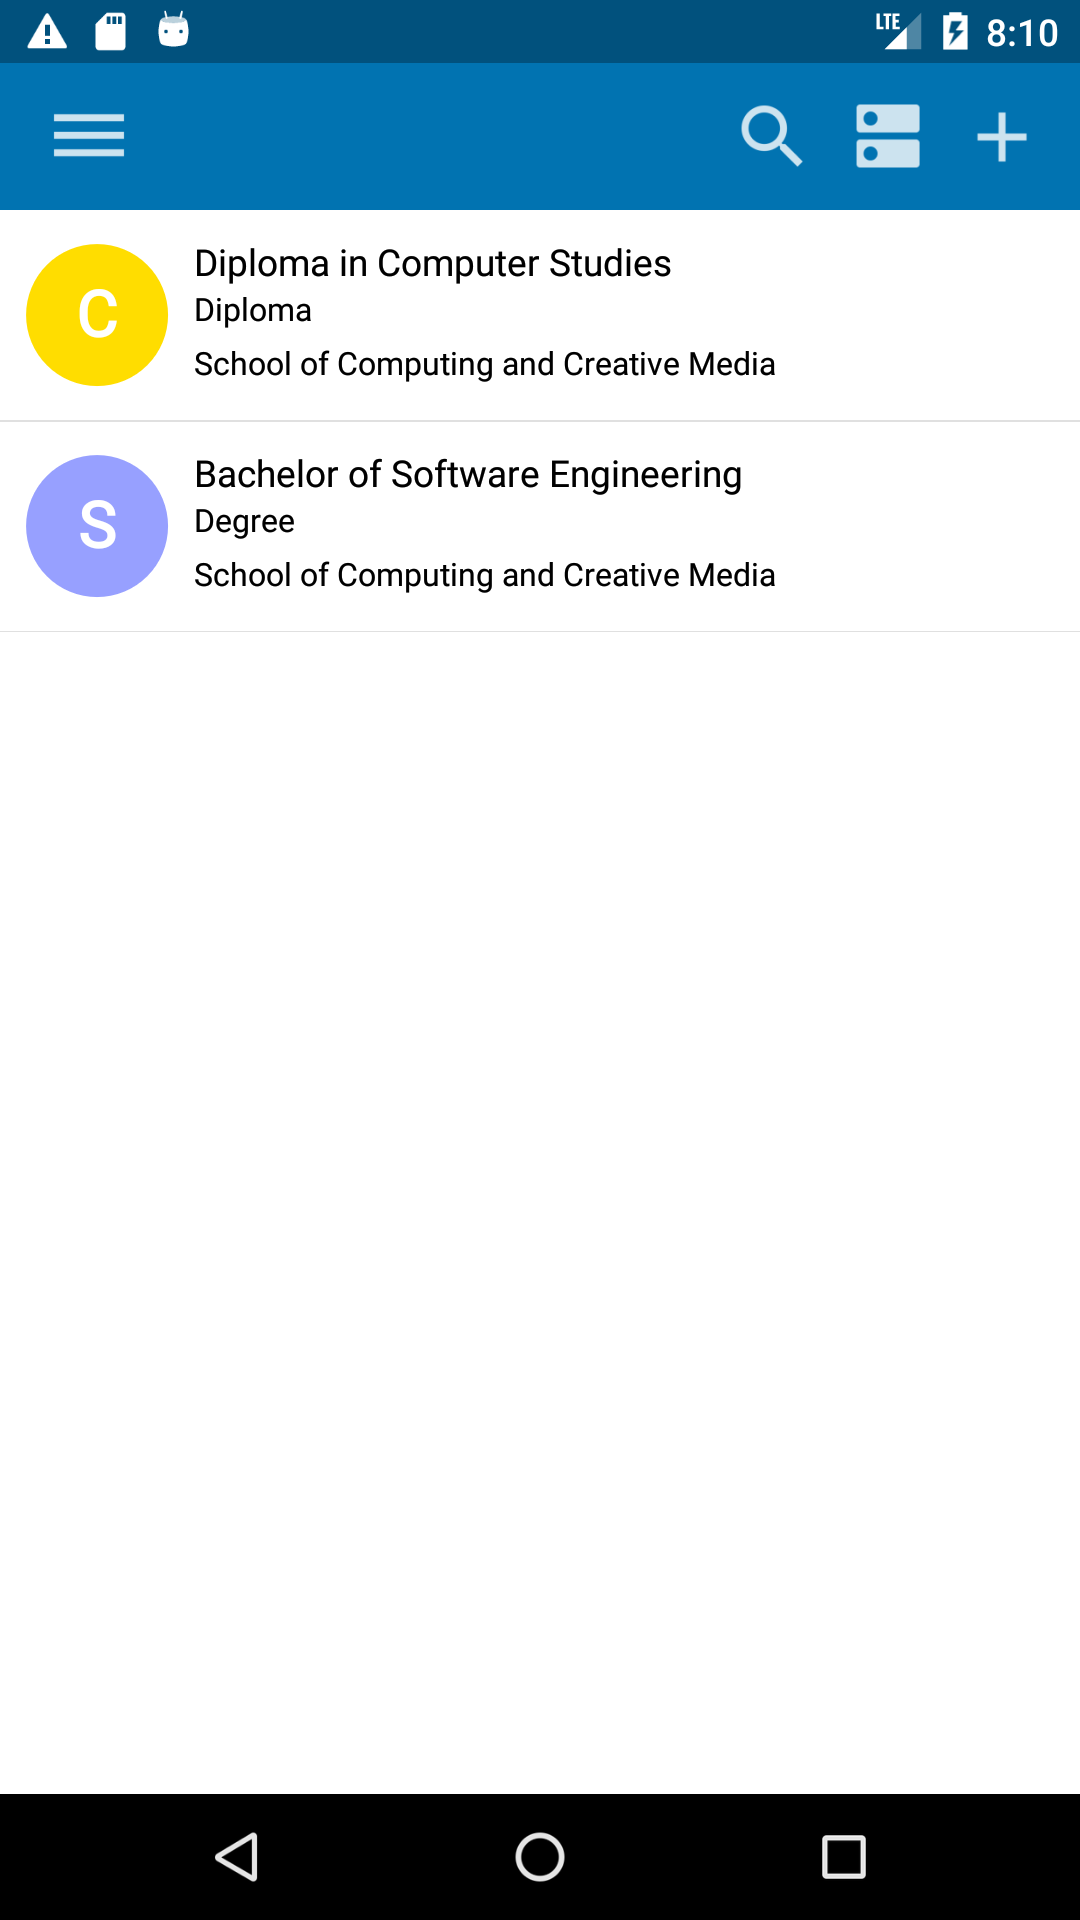 LTE 8:10
C
Diploma in Computer Studies
Diploma
School of Computing and Creative Media
S
Bachelor of Software Engineering
Degree
School of Computing and Creative Media